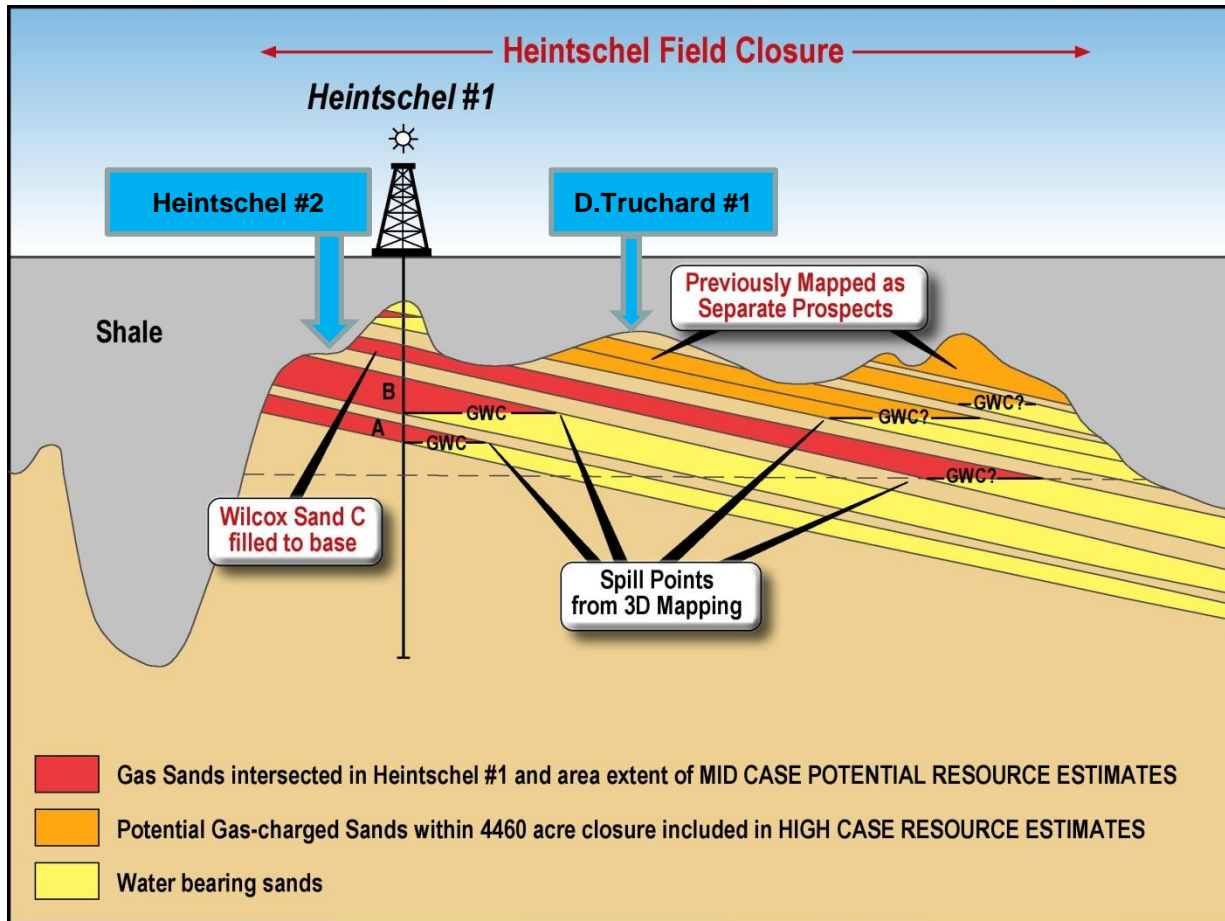 Heintschel Field Closure
Heintschel #1
Heintschel #2
D.Truchard #1
Previously Mapped as
Separate Prospects
Shale
B
A
GWC
GWC
GWC?
GWC?
GWC?
Wilcox Sand C
filled to base
Spill Points
from 3D Mapping
Gas Sands intersected in Heintschel #1 and area extent of MID CASE POTENTIAL RESOURCE ESTIMATES
Potential Gas-charged Sands within 4460 acre closure included in HIGH CASE RESOURCE ESTIMATES
Water bearing sands